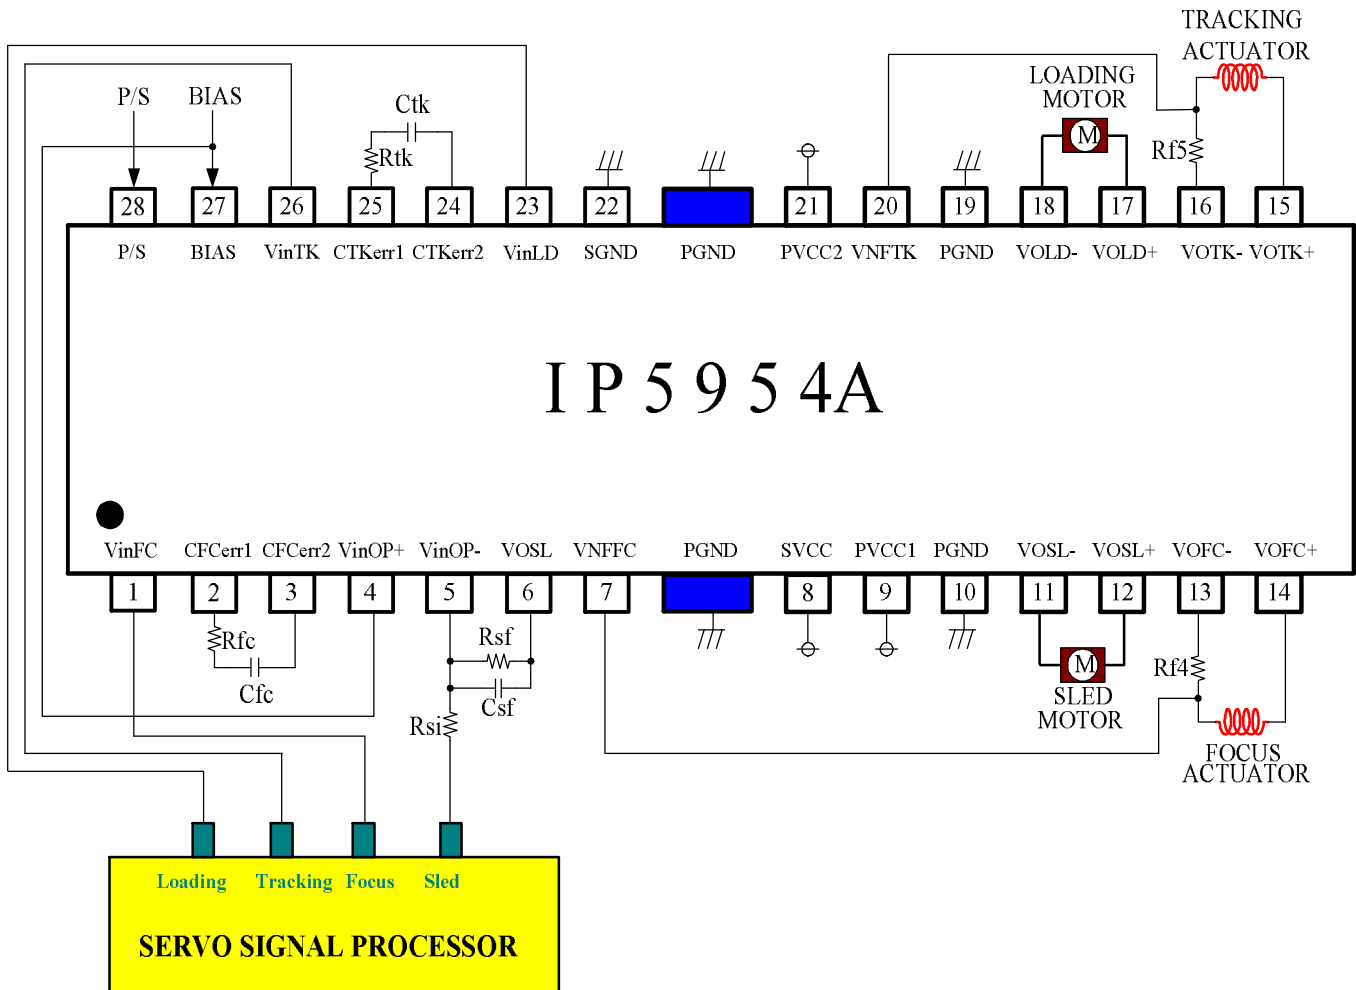 TRACKING
ACTUATOR
LOADING
MOTOR
P/S BIAS Ctk
M
Rtk Rf5
28 27 26 25 24 23 22 21 20 19 18 17 16 15
P/S BIAS VinTK CTKerr1 CTKerr2 VinLD SGND PGND PVCC2 VNFTK PGND VOLD- VOLD+ VOTK- VOTK+
I P 5 9 5 4A
VinFC CFCerr1 CFCerr2 VinOP+ VinOP- VOSL VNFFC PGND SVCC PVCC1 PGND VOSL- VOSL+ VOFC- VOFC+
1 2 3 4 5 6 7 8 9 10 11 12 13 14
Rfc Rsf
Cfc Csf
M
Rf4
Rsi
SLED
MOTOR
FOCUS
ACTUATOR
Loading Tracking Focus Sled
SERVO SIGNAL PROCESSOR